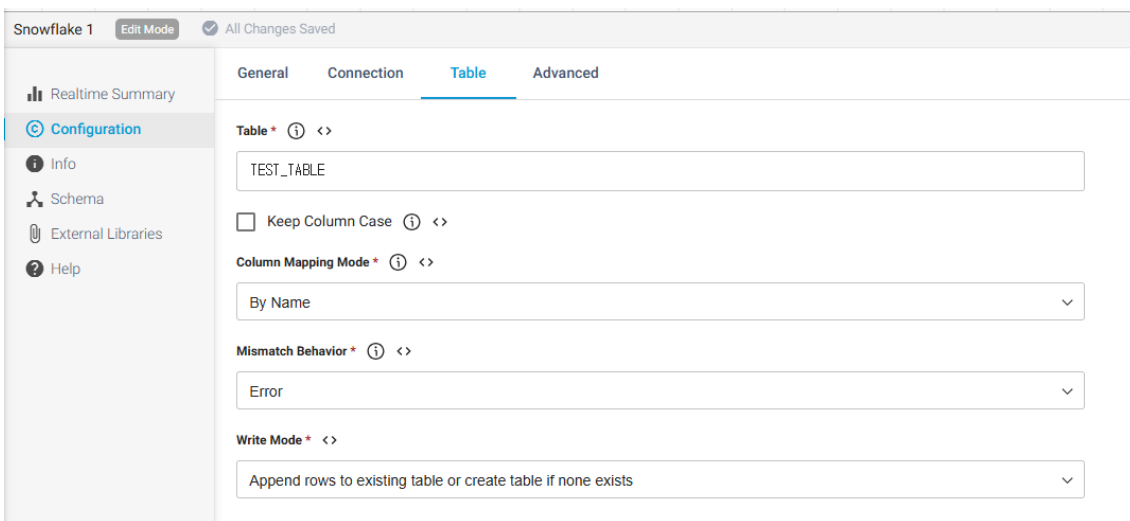 Snowflake 1 Edit Mode All Changes Saved
General Connection Table Advanced
Realtime Summary
Configuration
Info
Schema
External Libraries
Help
Table *
TEST_TABLE
Keep Column Case
Column Mapping Mode *
By Name
Mismatch Behavior *
Error
Write Mode *
Append rows to existing table or create table if none exists